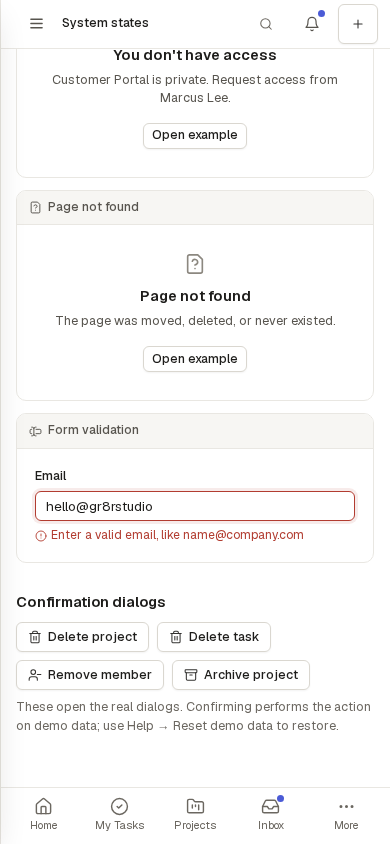 System states
You don't have access
Customer Portal is private. Request access from
Marcus Lee.
Open example
Page not found
Page not found
The page was moved, deleted, or never existed.
Open example
Form validation
Email
hello@gr8rstudio
Enter a valid email, like name@company.com
Confirmation dialogs
Delete project
Delete task
Remove member
Archive project
These open the real dialogs. Confirming performs the action
on demo data; use Help → Reset demo data to restore.
Home
My Tasks
Projects
Inbox
More